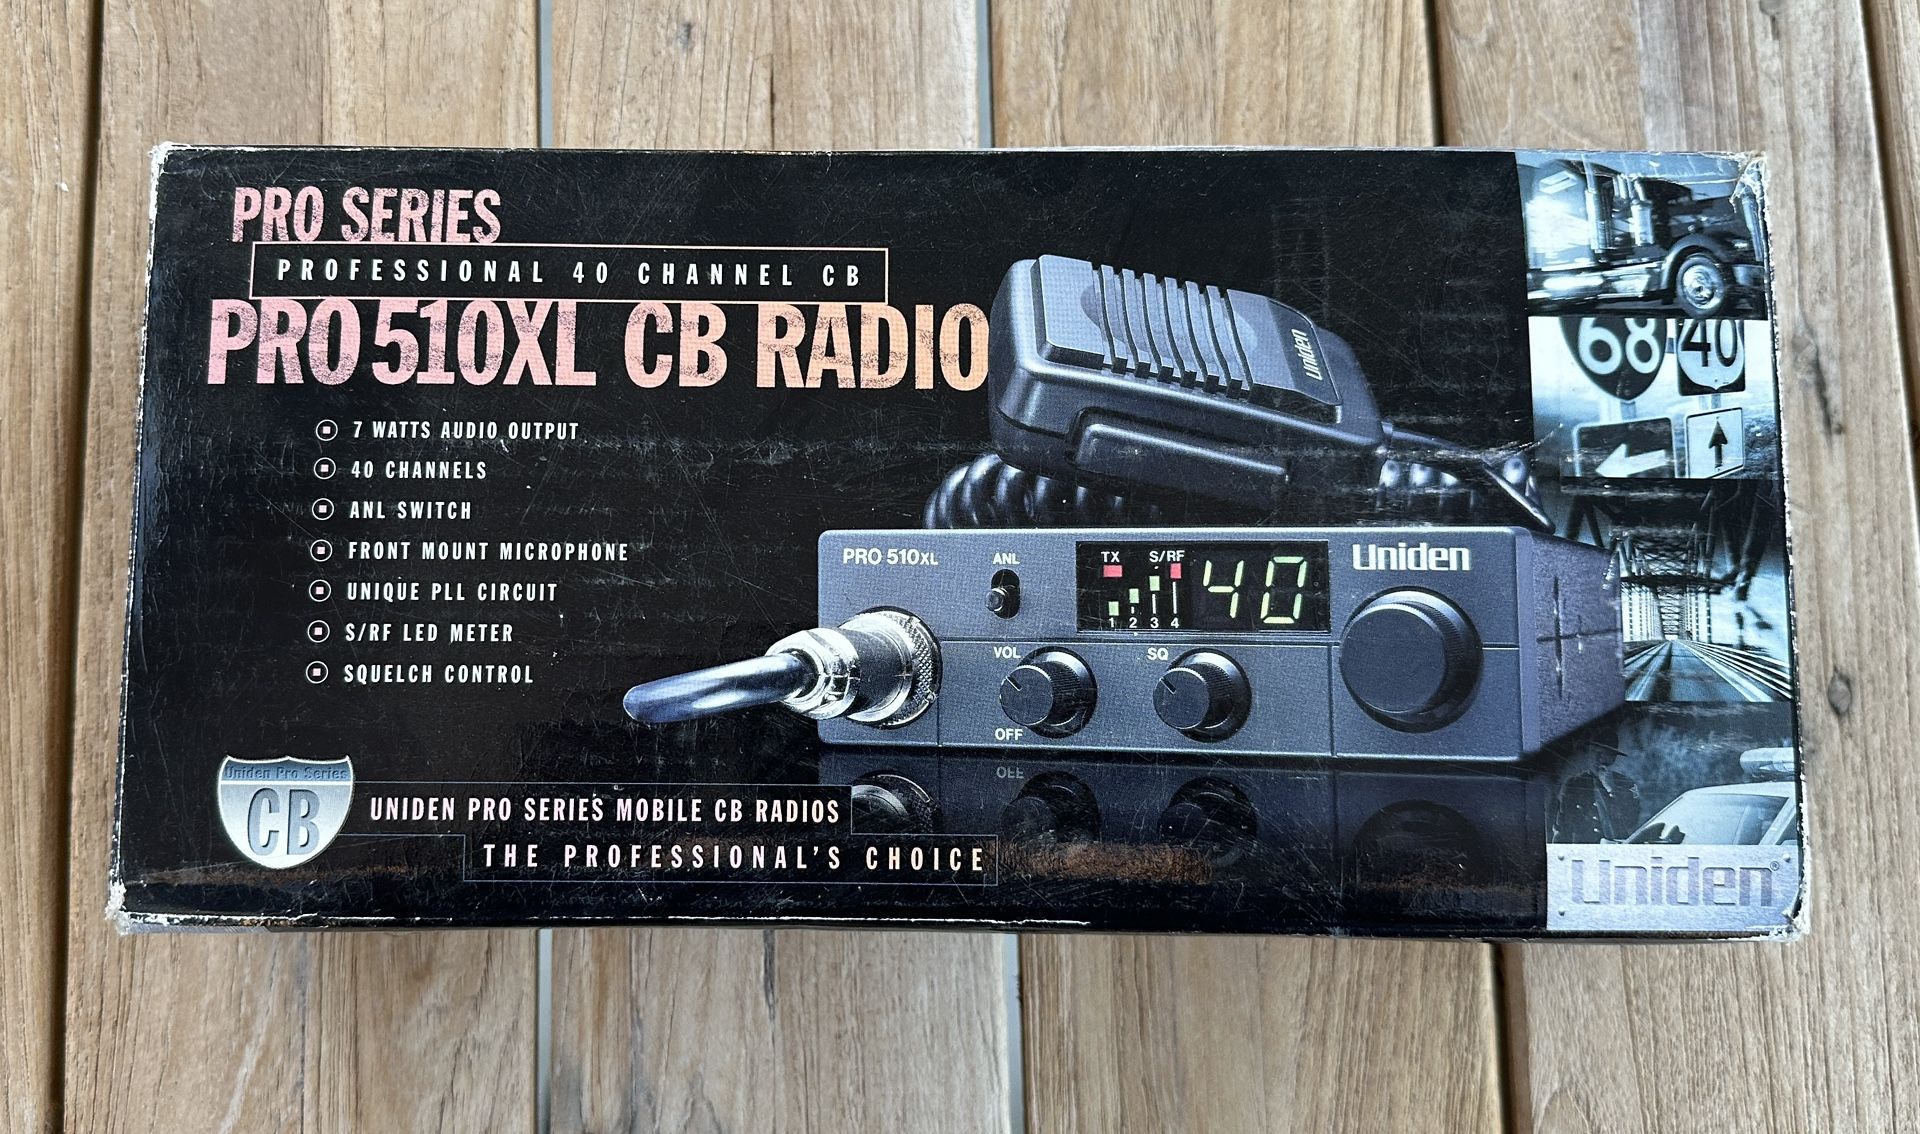 PRO SERIES
PROFESSIONAL 40 CHANNEL CB
PRO 510XL CB RADIO
7 WATTS AUDIO OUTPUT
40 CHANNELS
ANL SWITCH
FRONT MOUNT MICROPHONE
UNIQUE PLL CIRCUIT
S/RF LED METER
SQUELCH CONTROL
Uniden
PRO 510XL
ANL
TX
S/RF
1 2 3 4
40
Uniden
VOL
OFF
SQ
68
40
Uniden Pro Series
CB
UNIDEN PRO SERIES MOBILE CB RADIOS
THE PROFESSIONAL'S CHOICE
Uniden®